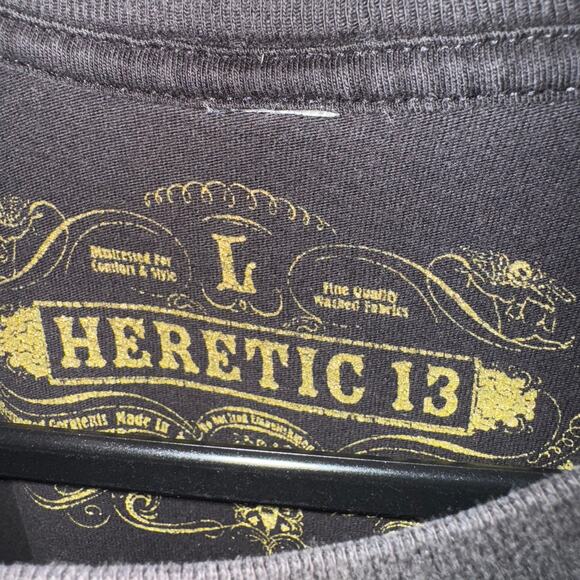 L
Distressed For
Comfort & Style
Fine Quality
Washed Fabrics
HERETIC 13
Made In